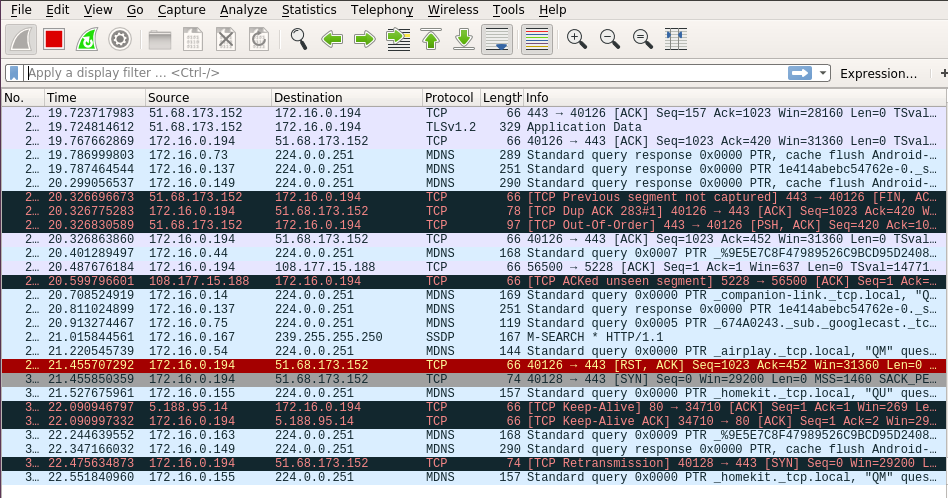 File Edit View Go Capture Analyze Statistics Telephony Wireless Tools Help
Apply a display filter ... <Ctrl-/> Expression... +
No. Time Source Destination Protocol Length Info
2... 19.723717983 51.68.173.152 172.16.0.194 TCP 66 443 → 40126 [ACK] Seq=157 Ack=1023 Win=28160 Len=0 TSval...
2... 19.724814612 51.68.173.152 172.16.0.194 TLSv1.2 329 Application Data
2... 19.767662869 172.16.0.194 51.68.173.152 TCP 66 40126 → 443 [ACK] Seq=1023 Ack=420 Win=31360 Len=0 TSval...
2... 19.786999803 172.16.0.73 224.0.0.251 MDNS 289 Standard query response 0x0000 PTR, cache flush Android-...
2... 19.787464544 172.16.0.137 224.0.0.251 MDNS 251 Standard query response 0x0000 PTR 1e414abebc54762e-0._s...
2... 20.299056537 172.16.0.149 224.0.0.251 MDNS 290 Standard query response 0x0000 PTR, cache flush Android-...
2... 20.326696673 51.68.173.152 172.16.0.194 TCP 66 [TCP Previous segment not captured] 443 → 40126 [FIN, AC...
2... 20.326775283 172.16.0.194 51.68.173.152 TCP 78 [TCP Dup ACK 283#1] 40126 → 443 [ACK] Seq=1023 Ack=420 W...
2... 20.326830589 51.68.173.152 172.16.0.194 TCP 97 [TCP Out-Of-Order] 443 → 40126 [PSH, ACK] Seq=420 Ack=10...
2... 20.326863860 172.16.0.194 51.68.173.152 TCP 66 40126 → 443 [ACK] Seq=1023 Ack=452 Win=31360 Len=0 TSval...
2... 20.401289497 172.16.0.44 224.0.0.251 MDNS 168 Standard query 0x0007 PTR _%9E5E7C8F47989526C9BCD95D2408...
2... 20.487676184 172.16.0.194 108.177.15.188 TCP 66 56500 → 5228 [ACK] Seq=1 Ack=1 Win=637 Len=0 TSval=14771...
2... 20.599796601 108.177.15.188 172.16.0.194 TCP 66 [TCP ACKed unseen segment] 5228 → 56500 [ACK] Seq=1 Ack=...
2... 20.708524919 172.16.0.14 224.0.0.251 MDNS 169 Standard query 0x0000 PTR _companion-link._tcp.local, "Q...
2... 20.811024899 172.16.0.137 224.0.0.251 MDNS 251 Standard query response 0x0000 PTR 1e414abebc54762e-0._s...
2... 20.913274467 172.16.0.75 224.0.0.251 MDNS 119 Standard query 0x0005 PTR _674A0243._sub._googlecast._tc...
2... 21.015844561 172.16.0.167 239.255.255.250 SSDP 167 M-SEARCH * HTTP/1.1
2... 21.220545739 172.16.0.54 224.0.0.251 MDNS 144 Standard query 0x0000 PTR _airplay._tcp.local, "QM" ques...
2... 21.455707292 172.16.0.194 51.68.173.152 TCP 66 40126 → 443 [RST, ACK] Seq=1023 Ack=452 Win=31360 Len=0 ...
3... 21.455850359 172.16.0.194 51.68.173.152 TCP 74 40128 → 443 [SYN] Seq=0 Win=29200 Len=0 MSS=1460 SACK_PE...
3... 21.527675961 172.16.0.155 224.0.0.251 MDNS 157 Standard query 0x0000 PTR _homekit._tcp.local, "QU" ques...
3... 22.090946797 5.188.95.14 172.16.0.194 TCP 66 [TCP Keep-Alive] 80 → 34710 [ACK] Seq=1 Ack=1 Win=269 Le...
3... 22.090997332 172.16.0.194 5.188.95.14 TCP 66 [TCP Keep-Alive ACK] 34710 → 80 [ACK] Seq=1 Ack=2 Win=29...
3... 22.244639552 172.16.0.163 224.0.0.251 MDNS 168 Standard query 0x0009 PTR _%9E5E7C8F47989526C9BCD95D2408...
3... 22.347166032 172.16.0.149 224.0.0.251 MDNS 290 Standard query response 0x0000 PTR, cache flush Android-...
3... 22.475634873 172.16.0.194 51.68.173.152 TCP 74 [TCP Retransmission] 40128 → 443 [SYN] Seq=0 Win=29200 L...
3... 22.551840960 172.16.0.155 224.0.0.251 MDNS 157 Standard query 0x0000 PTR _homekit._tcp.local, "QM" ques...